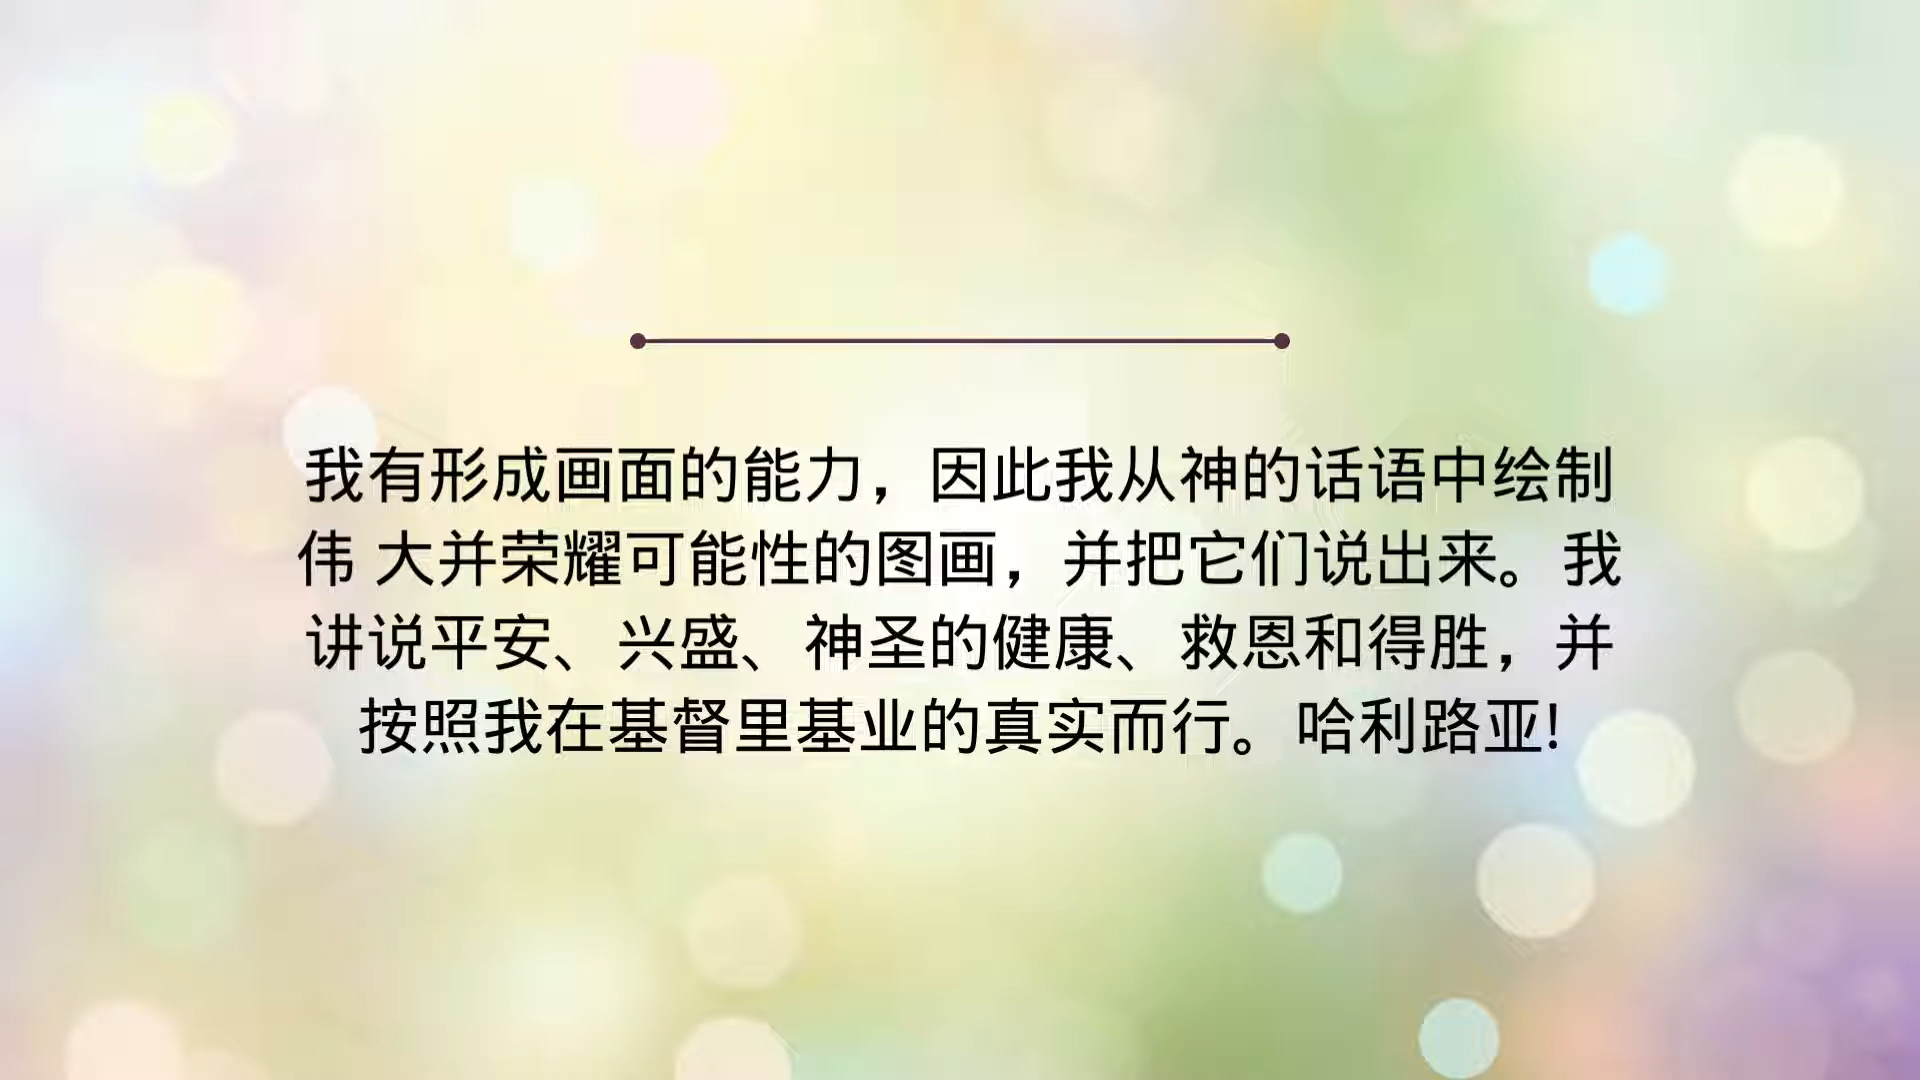 我有形成画面的能力，因此我从神的话语中绘制
伟 大并荣耀可能性的图画，并把它们说出来。我
讲说平安、兴盛、神圣的健康、救恩和得胜，并
按照我在基督里基业的真实而行。哈利路亚!